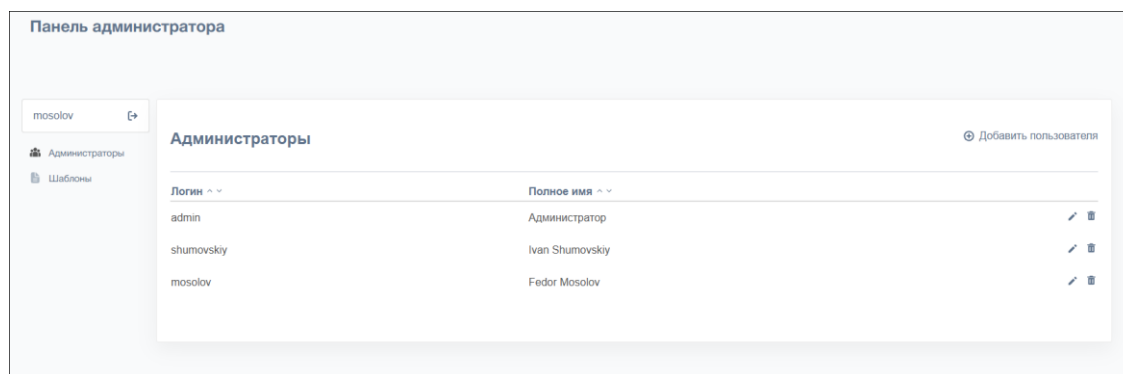 Панель администратора
mosolov
Администраторы
Шаблоны
Администраторы
Добавить пользователя
Логин Полное имя
admin Администратор
shumovskiy Ivan Shumovskiy
mosolov Fedor Mosolov